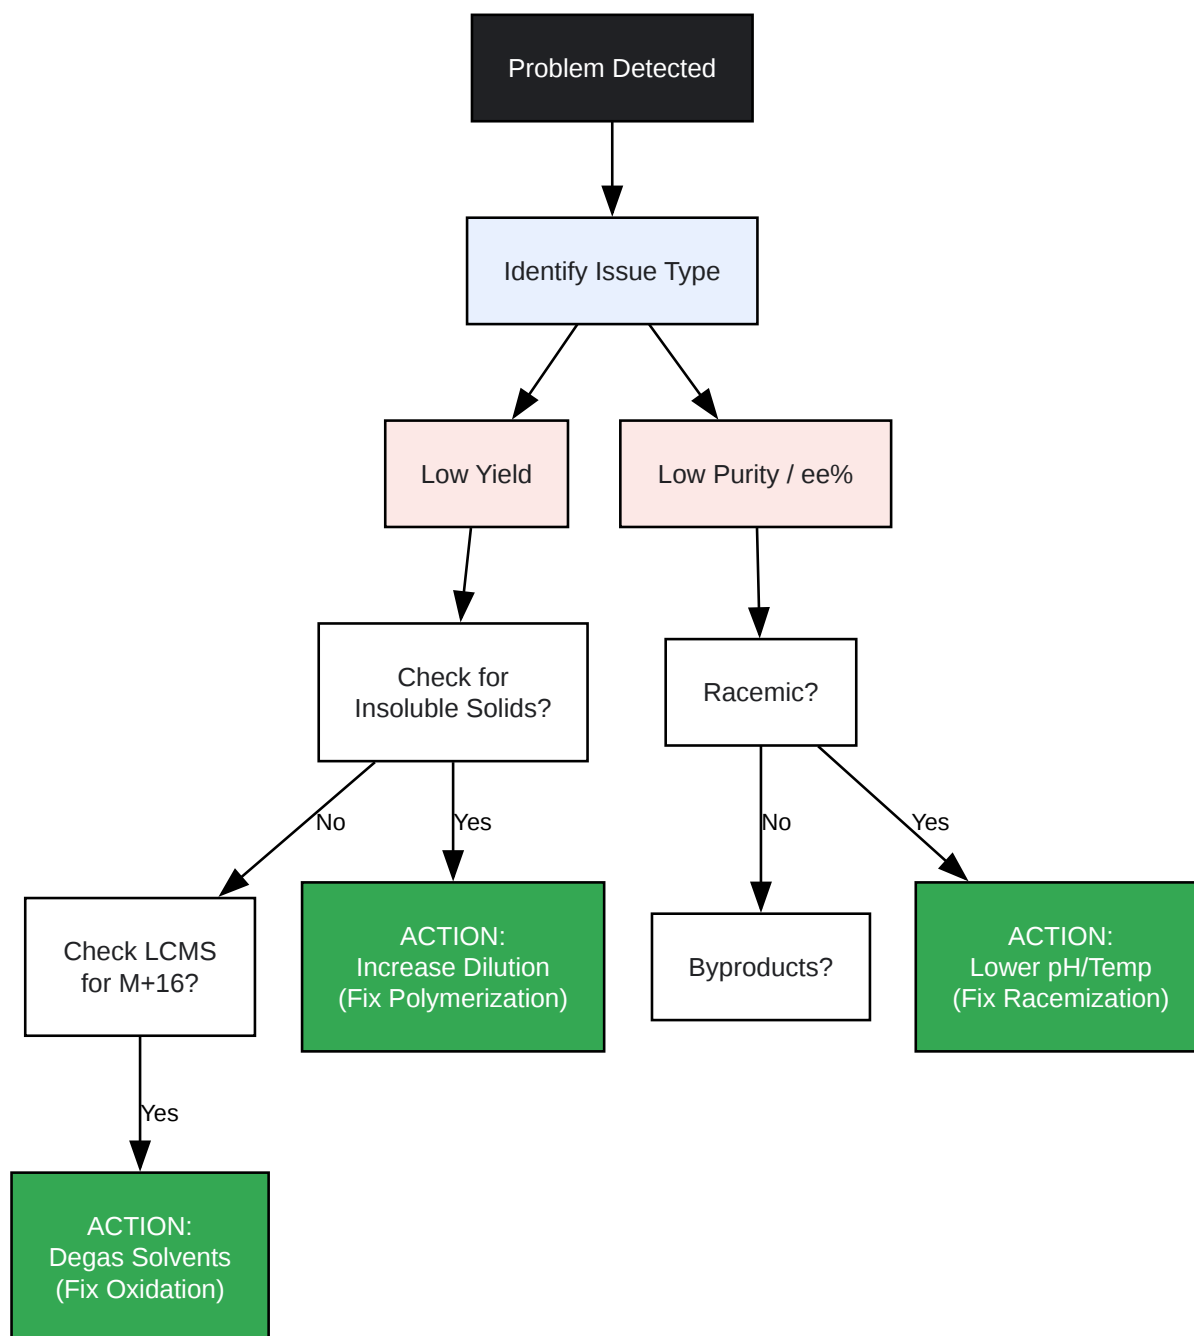 Problem Detected
Identify Issue Type
Low Yield
Low Purity / ee%
Check for
Insoluble Solids?
Racemic?
No
Yes
No
Yes
Check LCMS
for M+16?
ACTION:
Increase Dilution
(Fix Polymerization)
Byproducts?
ACTION:
Lower pH/Temp
(Fix Racemization)
Yes
ACTION:
Degas Solvents
(Fix Oxidation)